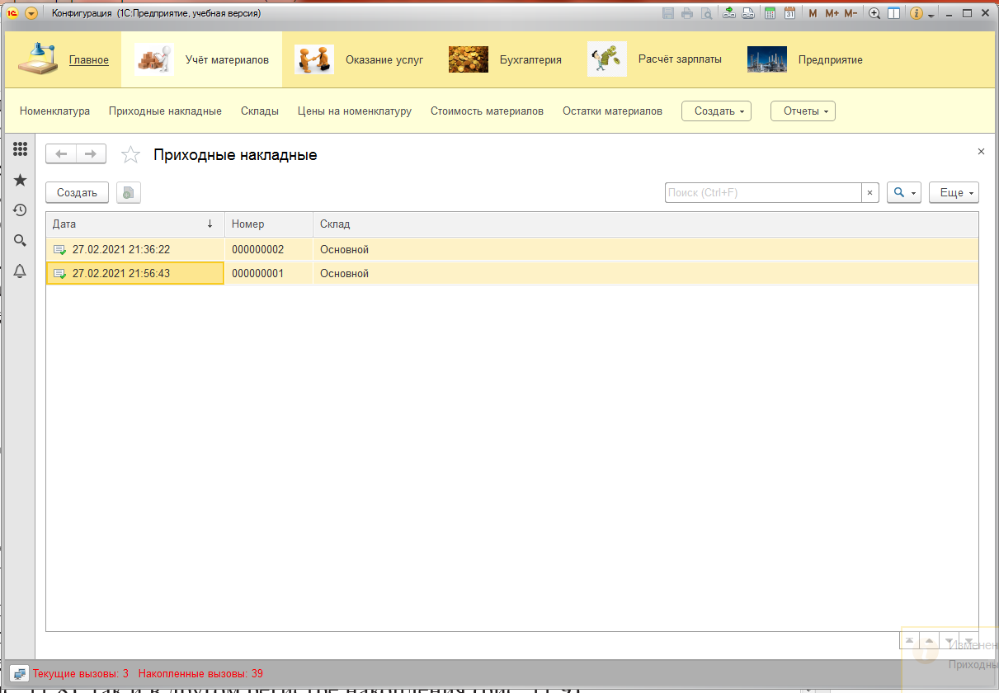 Конфигурация (1С:Предприятие, учебная версия)
31 M M+ M-
Главное Учёт материалов Оказание услуг Бухгалтерия Расчёт зарплаты Предприятие
Номенклатура Приходные накладные Склады Цены на номенклатуру Стоимость материалов Остатки материалов Создать Отчеты
Приходные накладные
Создать Поиск (Ctrl+F) Еще
Дата Номер Склад
27.02.2021 21:36:22 000000002 Основной
27.02.2021 21:56:43 000000001 Основной
Изменен
Приходны
Текущие вызовы: 3 Накопленные вызовы: 39